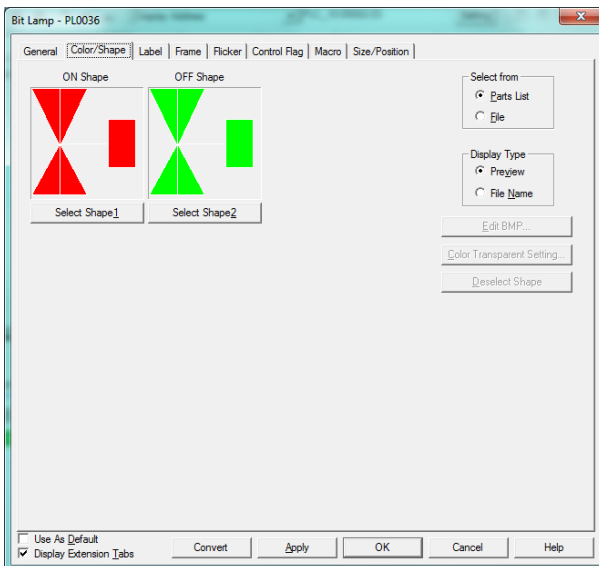 Bit Lamp - PL0036
General Color/Shape Label Frame Flicker Control Flag Macro Size/Position
ON Shape OFF Shape
Select Shape1 Select Shape2
Select from
Parts List
File
Display Type
Preview
File Name
Edit BMP...
Color Transparent Setting...
Deselect Shape
Use As Default
Display Extension Tabs
Convert Apply OK Cancel Help